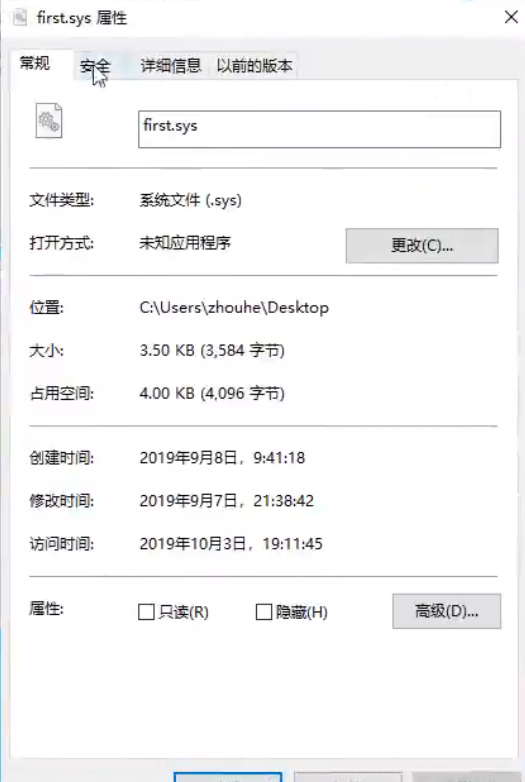 first.sys 属性
常规 安全 详细信息 以前的版本
first.sys
文件类型: 系统文件 (.sys)
打开方式: 未知应用程序 更改(C)...
位置: C:\Users\zhouhe\Desktop
大小: 3.50 KB (3,584 字节)
占用空间: 4.00 KB (4,096 字节)
创建时间: 2019年9月8日，9:41:18
修改时间: 2019年9月7日，21:38:42
访问时间: 2019年10月3日，19:11:45
属性: 只读(R) 隐藏(H) 高级(D)...